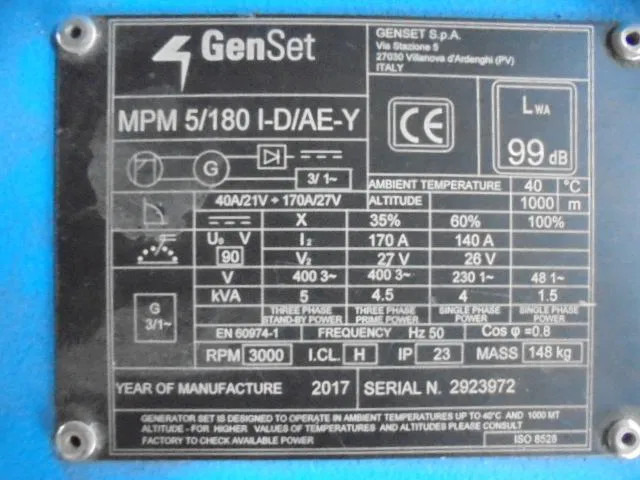 GenSet
GENSET S.p.A.
Via Stazione 5
27030 Villanova d'Ardenghi (PV)
ITALY
MPM 5/180 I-D/AE-Y
CE
LWA
99 dB
G
3/1~
AMBIENT TEMPERATURE 40 °C
40A/21V ÷ 170A/27V ALTITUDE 1000 m
X 35% 60% 100%
U0 V I2 170 A 140 A
90 V2 27 V 26 V
V 400 3~ 400 3~ 230 1~ 48 1~
kVA 5 4.5 4 1.5
G
3/1~
THREE PHASE STAND-BY POWER THREE PHASE PRIME POWER SINGLE PHASE POWER SINGLE PHASE POWER
EN 60974-1 FREQUENCY Hz 50 Cos φ =0.8
RPM 3000 I.CL. H IP 23 MASS 148 kg
YEAR OF MANUFACTURE 2017 SERIAL N. 2923972
GENERATOR SET IS DESIGNED TO OPERATE IN AMBIENT TEMPERATURES UP TO 40°C AND 1000 MT
ALTITUDE - FOR HIGHER VALUES OF TEMPERATURES AND ALTITUDES PLEASE CONSULT
FACTORY TO CHECK AVAILABLE POWER
ISO 8528